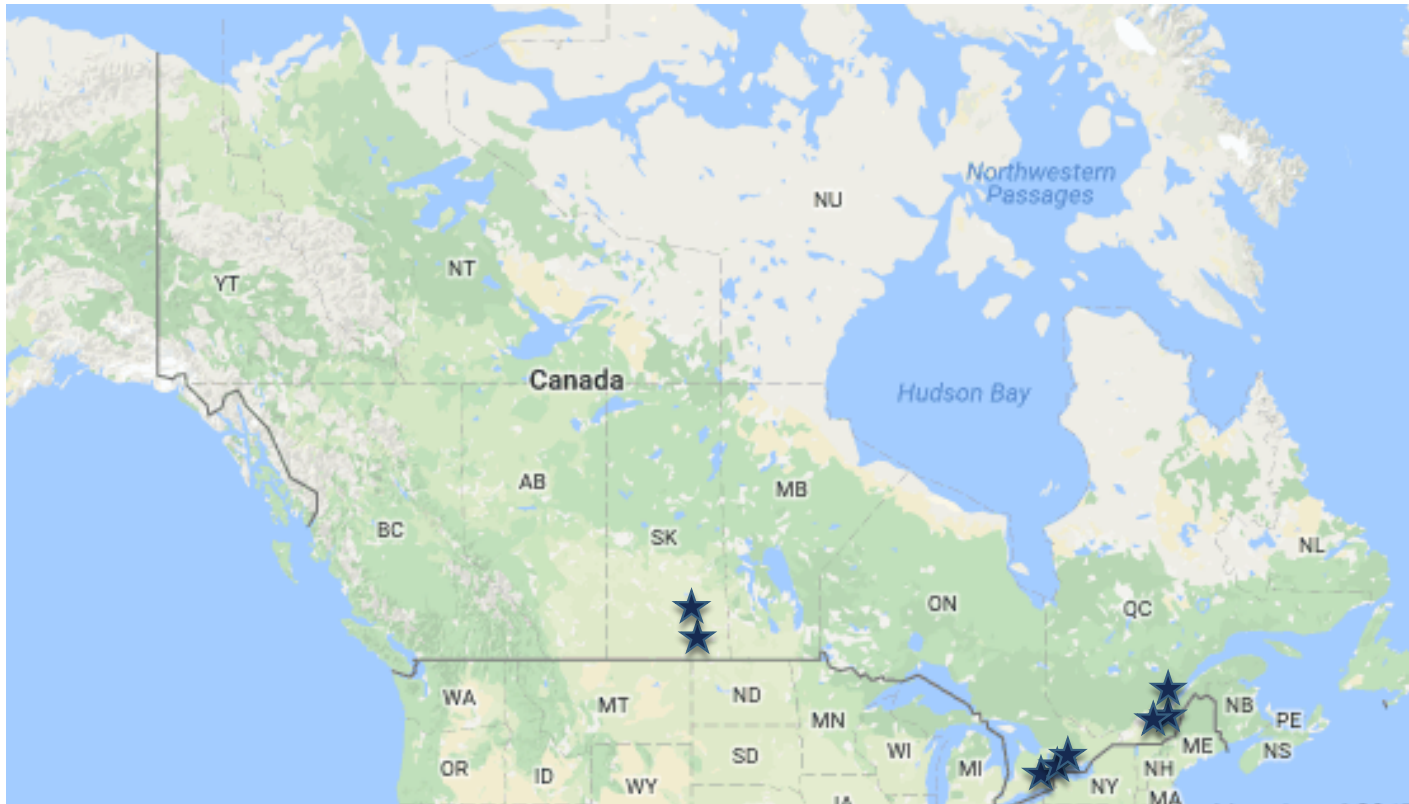 Northwestern
Passages
NU
NT
YT
Canada
Hudson Bay
AB
MB
BC
SK
NL
ON
QC
WA
MT
ND
MN
NB
PE
OR
ID
WY
SD
WI
MI
NY
ME
NH
NS
MA
IA